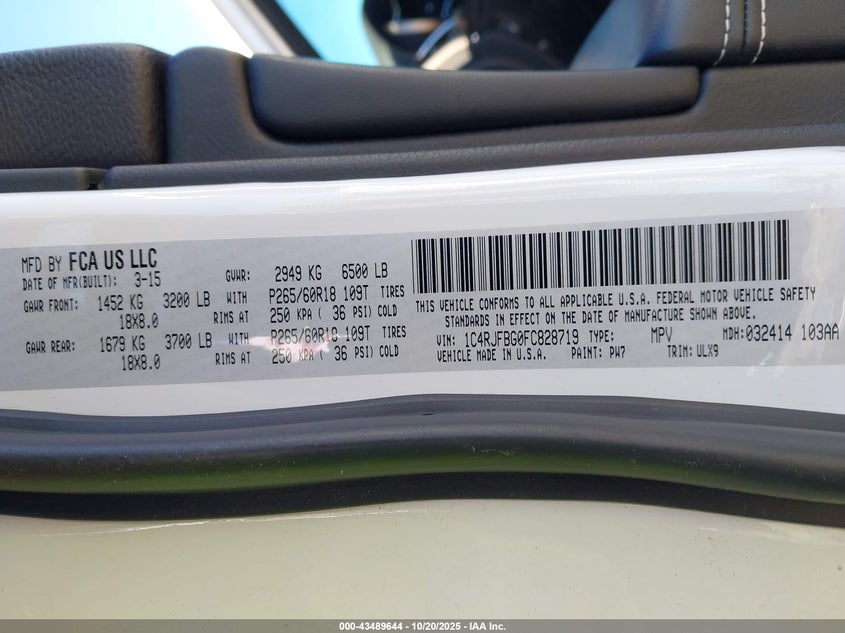 MFD BY FCA US LLC
DATE OF MFR(BUILT): 3-15 GVWR: 2949 KG 6500 LB
GAWR FRONT: 1452 KG 3200 LB WITH P265/60R18 109T TIRES
18X8.0 RIMS AT 250 KPA ( 36 PSI) COLD
GAWR REAR: 1679 KG 3700 LB WITH P265/60R18 109T TIRES
18X8.0 RIMS AT 250 KPA ( 36 PSI) COLD
THIS VEHICLE CONFORMS TO ALL APPLICABLE U.S.A. FEDERAL MOTOR VEHICLE SAFETY
STANDARDS IN EFFECT ON THE DATE OF MANUFACTURE SHOWN ABOVE.
VIN: 1C4RJFBG0FC828719 TYPE: MPV MDH:032414 103AA
VEHICLE MADE IN U.S.A. PAINT: PW7 TRIM: ULX9
000-43489644 | 10/20/2025 - IAA Inc.